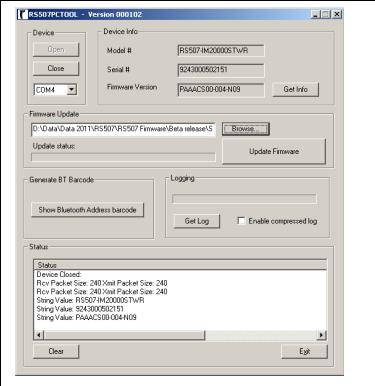 RS507PCTOOL - Version 000102
Device
Open
Close
COM4
Device Info
Model #
RS507-IM20000STWR
Serial #
9243000502151
Firmware Version
PAAACS00-004-N09
Get Info
Firmware Update
D:\Data\Data 2011\RS507\RS507 Firmware\Beta release\S
Browse...
Update status:
Update Firmware
Generate BT Barcode
Show Bluetooth Address barcode
Logging
Get Log
Enable compressed log
Status
Status
Device Closed:
Rcv Packet Size: 240 Xmit Packet Size: 240
Rcv Packet Size: 240 Xmit Packet Size: 240
String Value: RS507-IM20000STWR
String Value: 9243000502151
String Value: PAAACS00-004-N09
Clear
Exit